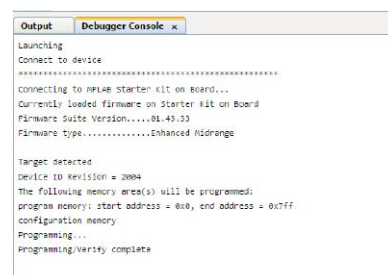 Output
Debugger Console x
Launching
Connect to device
******************************************************
Connecting to MPLAB Starter Kit on Board...
Currently loaded firmware on Starter Kit on Board
Firmware Suite Version.....01.43.33
Firmware type..............Enhanced Midrange
Target detected
Device ID Revision = 2004
The following memory area(s) will be programmed:
program memory: start address = 0x0, end address = 0x7ff
configuration memory
Programming...
Programming/Verify complete